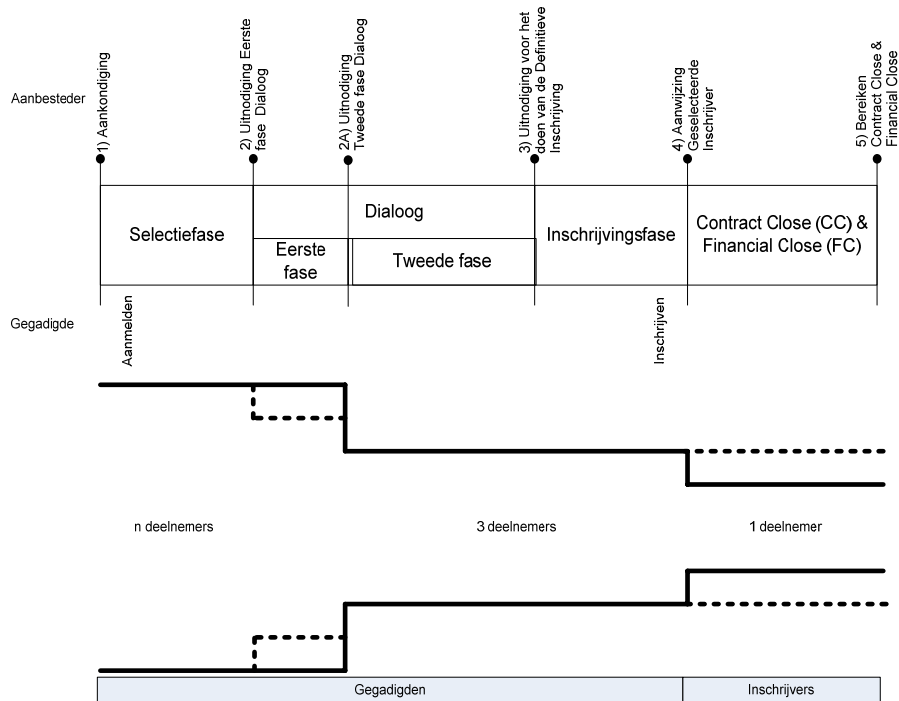 Aanbesteder
1) Aankondiging
2) Uitnodiging Eerste
fase Dialoog
2A) Uitnodiging
Tweede fase Dialoog
3) Uitnodiging voor het
doen van de Definitieve
Inschrijving
4) Aanwijzing
Geselecteerde
Inschrijver
5) Bereiken
Contract Close &
Financial Close
Selectiefase
Dialoog
Eerste
fase
Tweede fase
Inschrijvingsfase
Contract Close (CC) &
Financial Close (FC)
Gegadigde
Aanmelden
Inschrijven
n deelnemers
3 deelnemers
1 deelnemer
Gegadigden
Inschrijvers